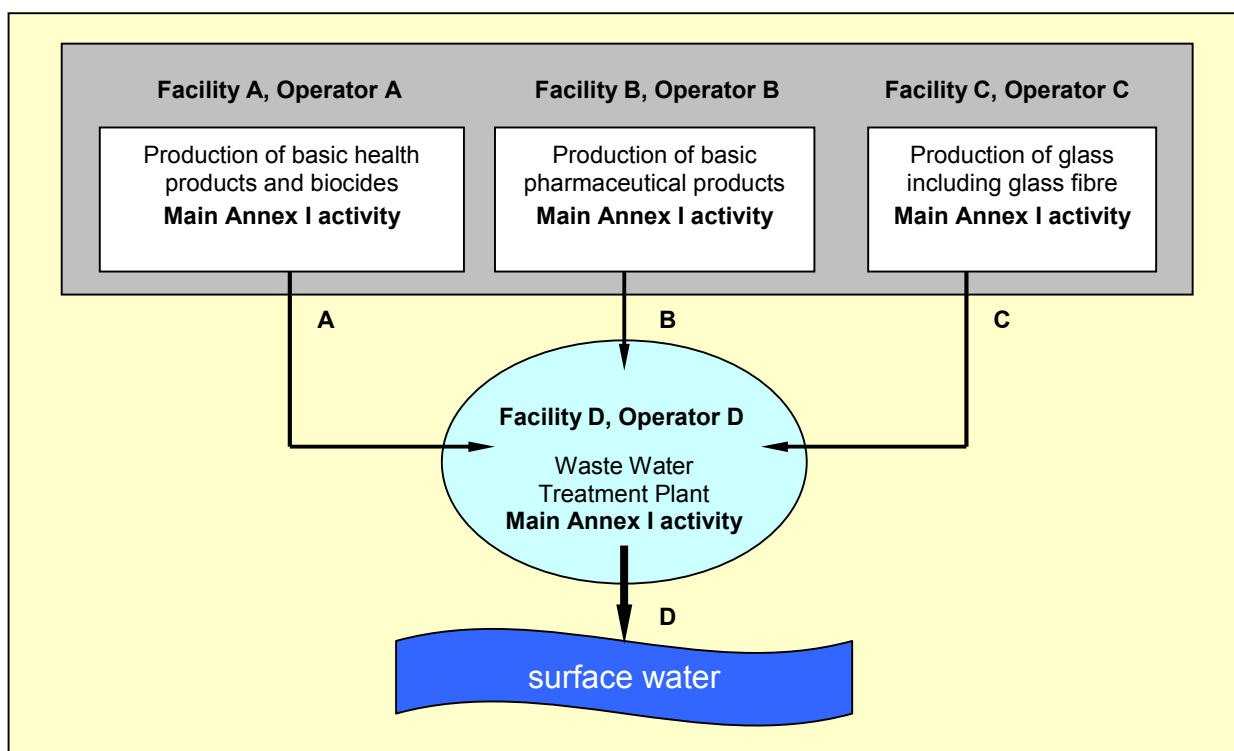 Facility A, Operator A
Production of basic health
products and biocides
Main Annex I activity
Facility B, Operator B
Production of basic
pharmaceutical products
Main Annex I activity
Facility C, Operator C
Production of glass
including glass fibre
Main Annex I activity
A
B
C
Facility D, Operator D
Waste Water
Treatment Plant
Main Annex I activity
D
surface water